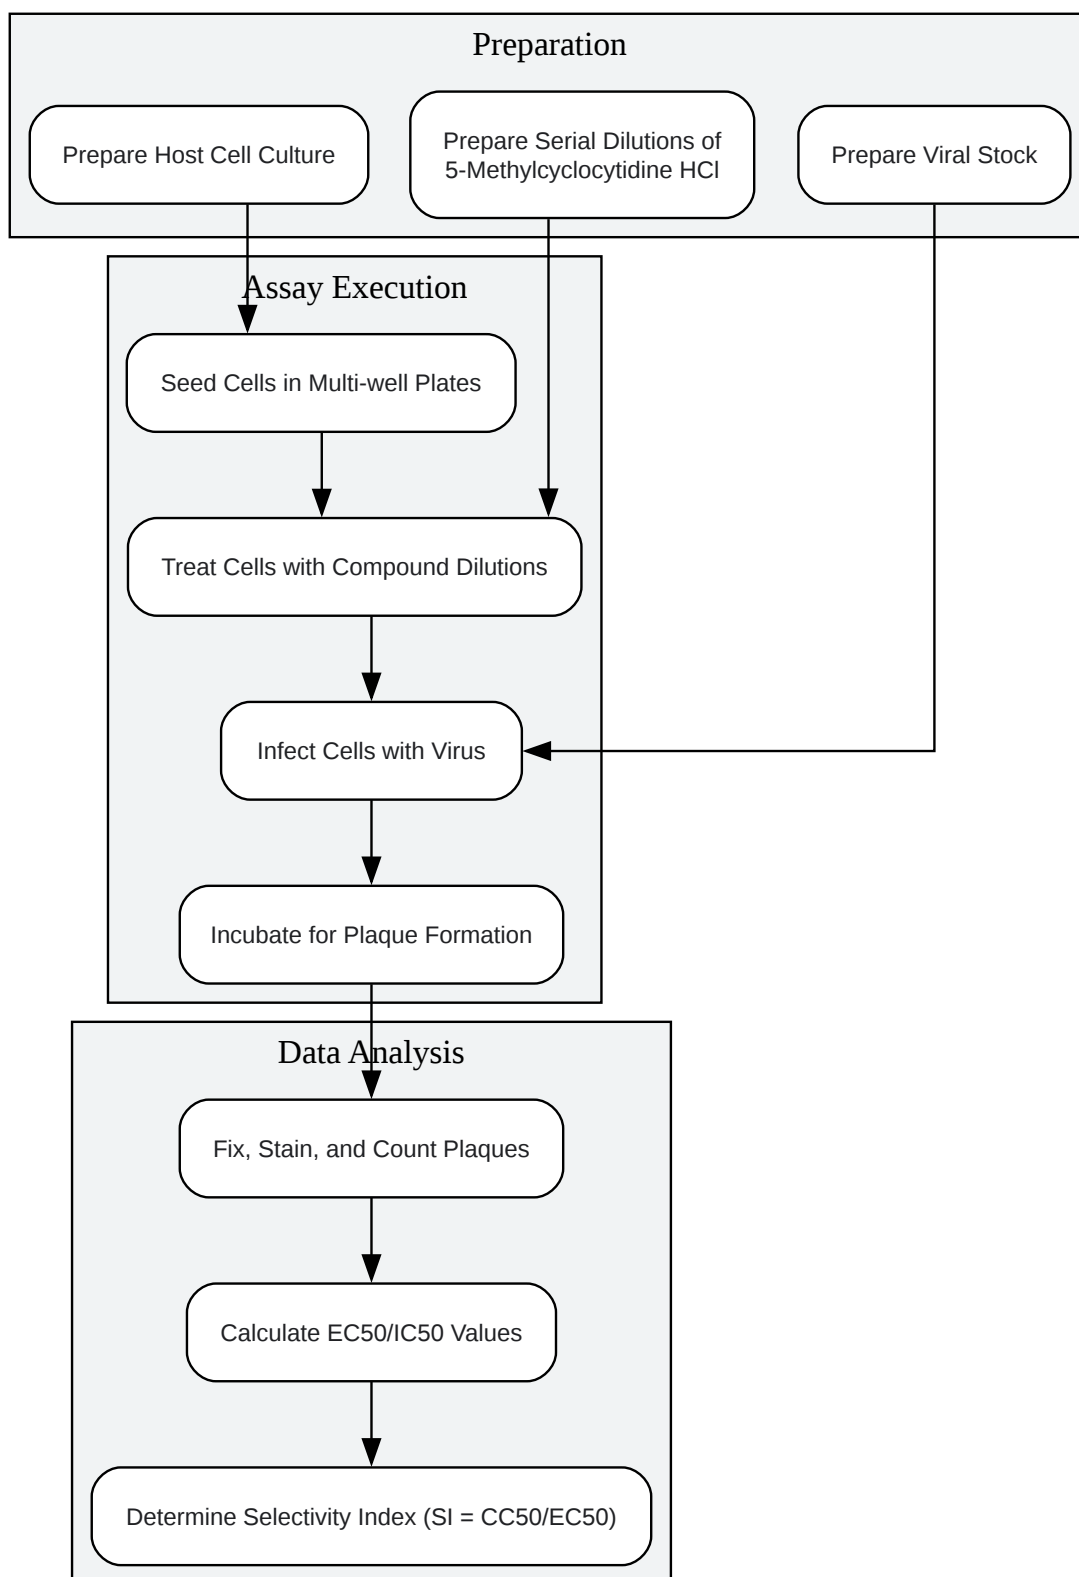 Preparation
Prepare Host Cell Culture
Prepare Serial Dilutions of
5-Methylcyclocytidine HCl
Prepare Viral Stock
Assay Execution
Seed Cells in Multi-well Plates
Treat Cells with Compound Dilutions
Infect Cells with Virus
Incubate for Plaque Formation
Data Analysis
Fix, Stain, and Count Plaques
Calculate EC50/IC50 Values
Determine Selectivity Index (SI = CC50/EC50)